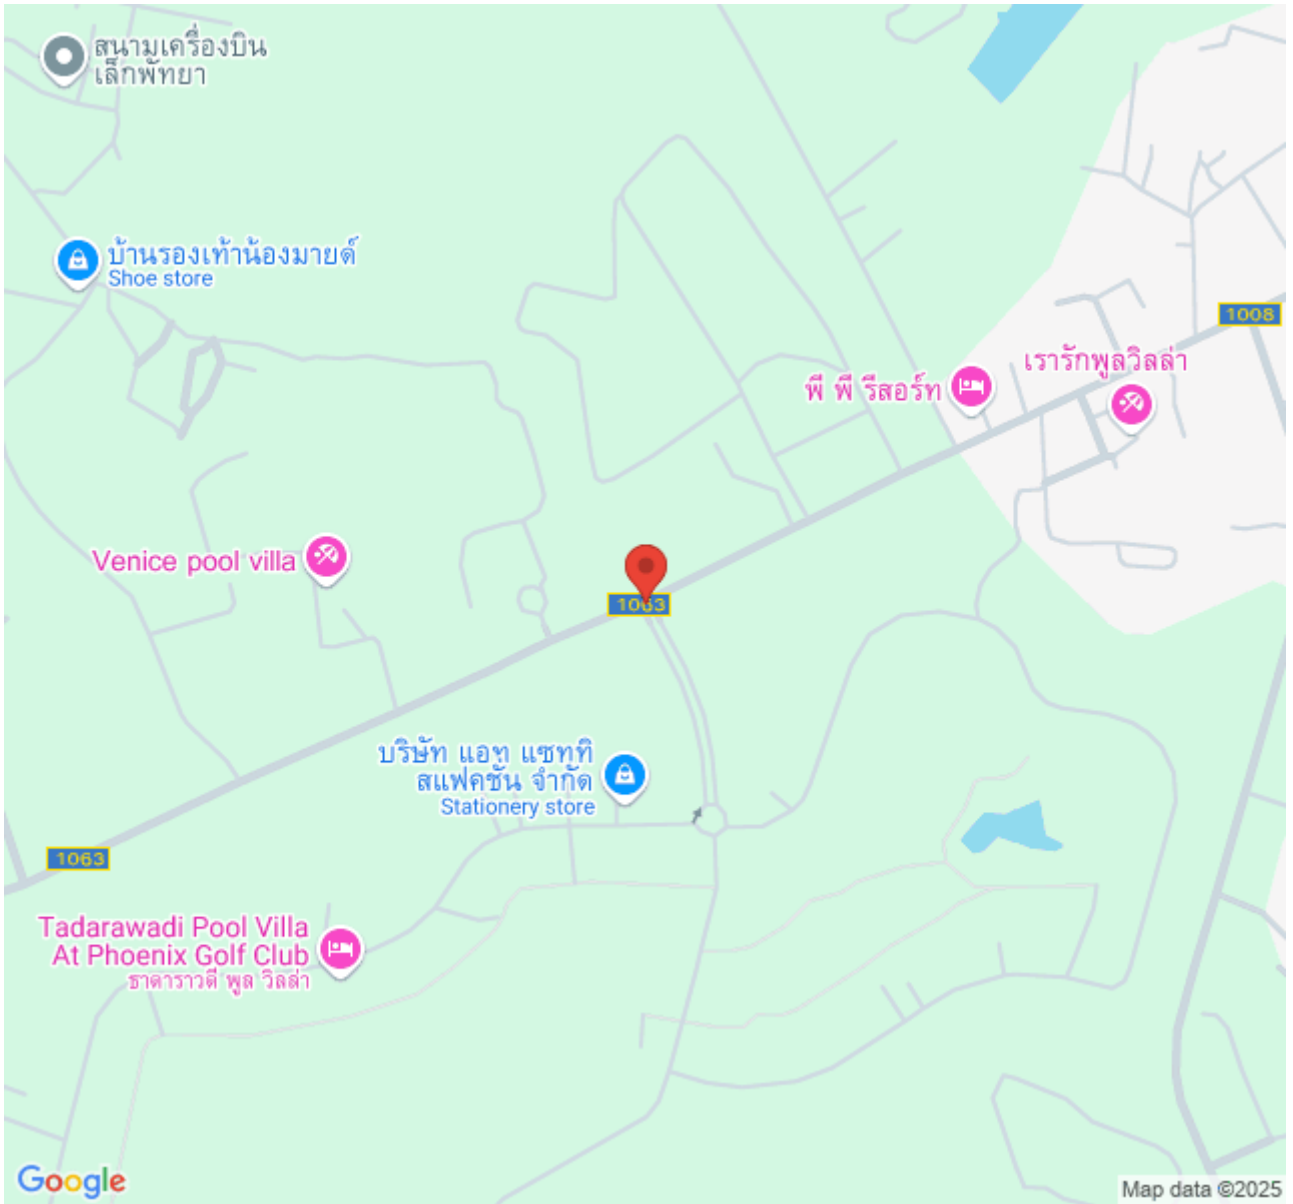 สนามเครื่องบิน
เล็กพัทยา
บ้านรองเท้าน้องมายด์
Shoe store
1008
เรารักพูลวิลล่า
พี พี รีสอร์ท
Venice pool villa
1063
บริษัท แอท แซททิ
สแฟคชั่น จำกัด
Stationery store
1063
Tadarawadi Pool Villa
At Phoenix Golf Club
ธาดาราวดี พูล วิลล่า
Google
Map data ©2025